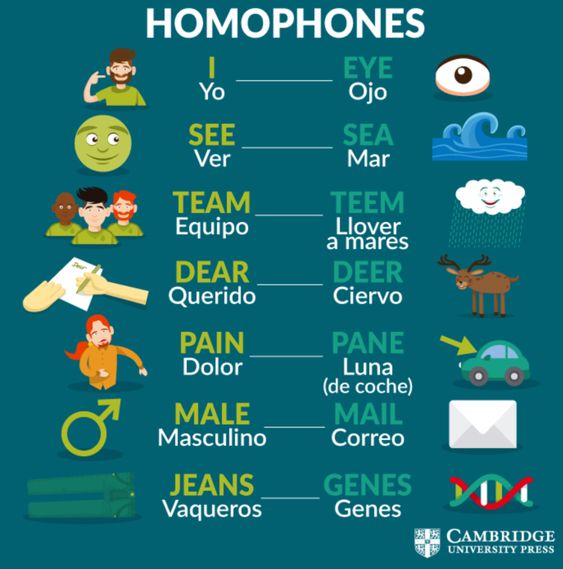 HOMOPHONES
I EYE
Yo Ojo
SEE SEA
Ver Mar
TEAM TEEM
Equipo Llover
a mares
DEAR DEER
Querido Ciervo
PAIN PANE
Dolor Luna
(de coche)
MALE MAIL
Masculino Correo
JEANS GENES
Vaqueros Genes
CAMBRIDGE
UNIVERSITY PRESS